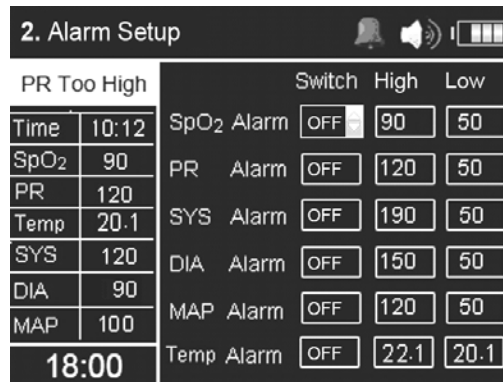 2. Alarm Setup
PR Too High
Time 10:12
SpO2 90
PR 120
Temp 20.1
SYS 120
DIA 90
MAP 100
18:00
Switch High Low
SpO2 Alarm OFF 90 50
PR Alarm OFF 120 50
SYS Alarm OFF 190 50
DIA Alarm OFF 150 50
MAP Alarm OFF 120 50
Temp Alarm OFF 22.1 20.1